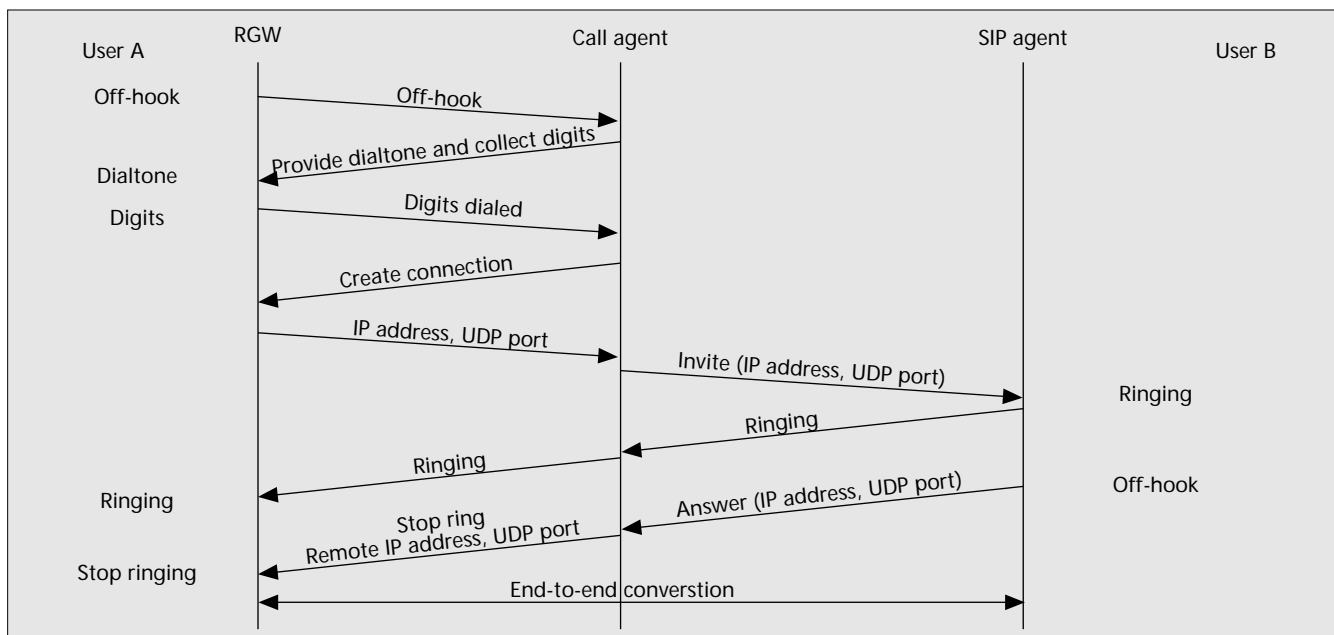 User A
RGW
Call agent
SIP agent
User B
Off-hook
Off-hook
Provide dialtone and collect digits
Dialtone
Digits
Digits dialed
Create connection
IP address, UDP port
Invite (IP address, UDP port)
Ringing
Ringing
Ringing
Ringing
Answer (IP address, UDP port)
Off-hook
Stop ring
Remote IP address, UDP port
Stop ringing
End-to-end converstion